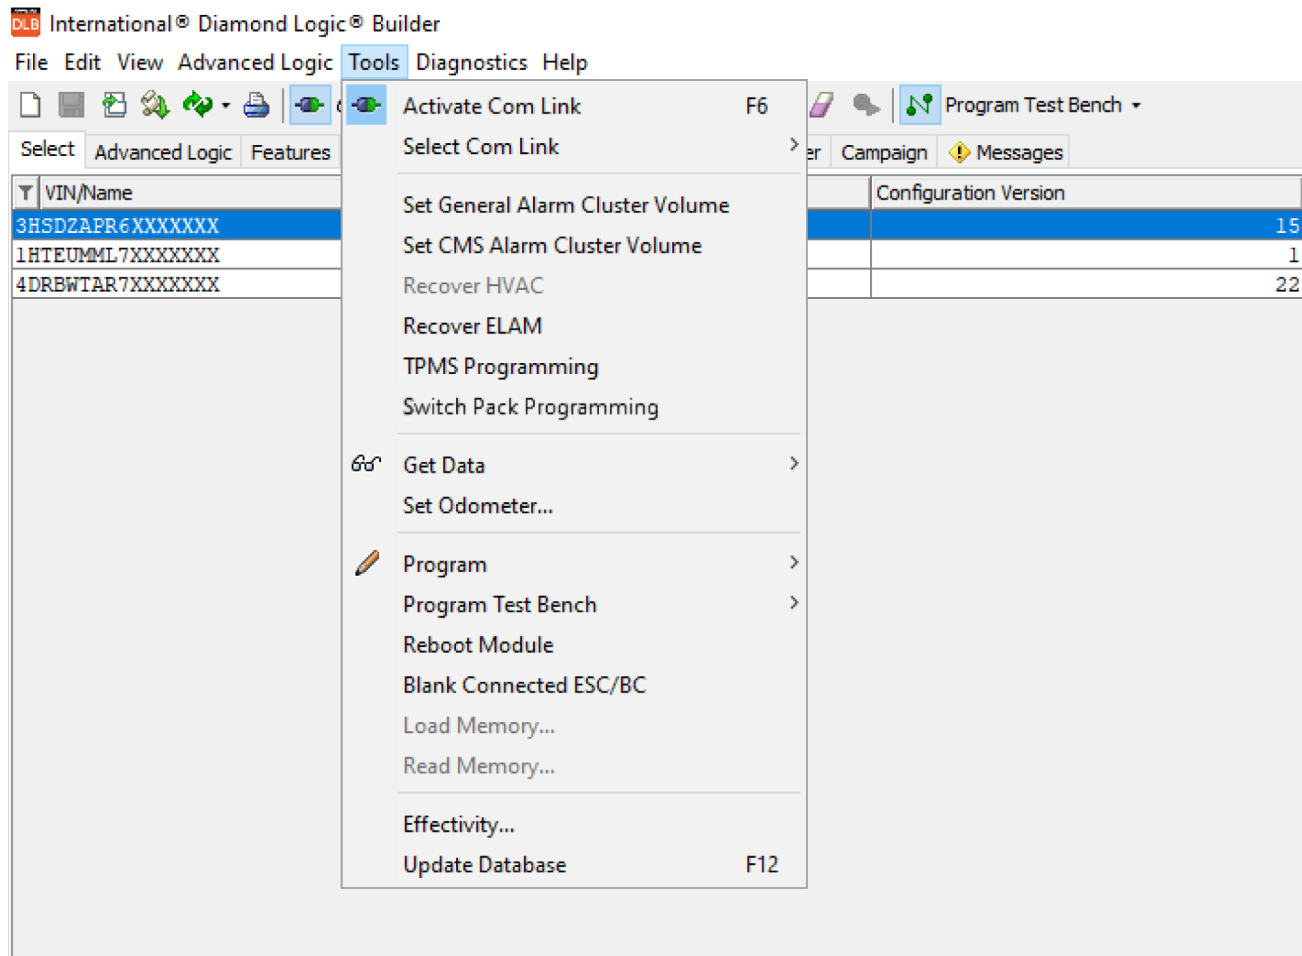 DLB International® Diamond Logic® Builder
File Edit View Advanced Logic Tools Diagnostics Help
Program Test Bench
Select Advanced Logic Features er Campaign Messages
VIN/Name Configuration Version
3HSDZAPR6XXXXXXX 15
1HTEUMML7XXXXXXX 1
4DRBWTAR7XXXXXXX 22
Activate Com Link F6
Select Com Link
Set General Alarm Cluster Volume
Set CMS Alarm Cluster Volume
Recover HVAC
Recover ELAM
TPMS Programming
Switch Pack Programming
Get Data
Set Odometer...
Program
Program Test Bench
Reboot Module
Blank Connected ESC/BC
Load Memory...
Read Memory...
Effectivity...
Update Database F12